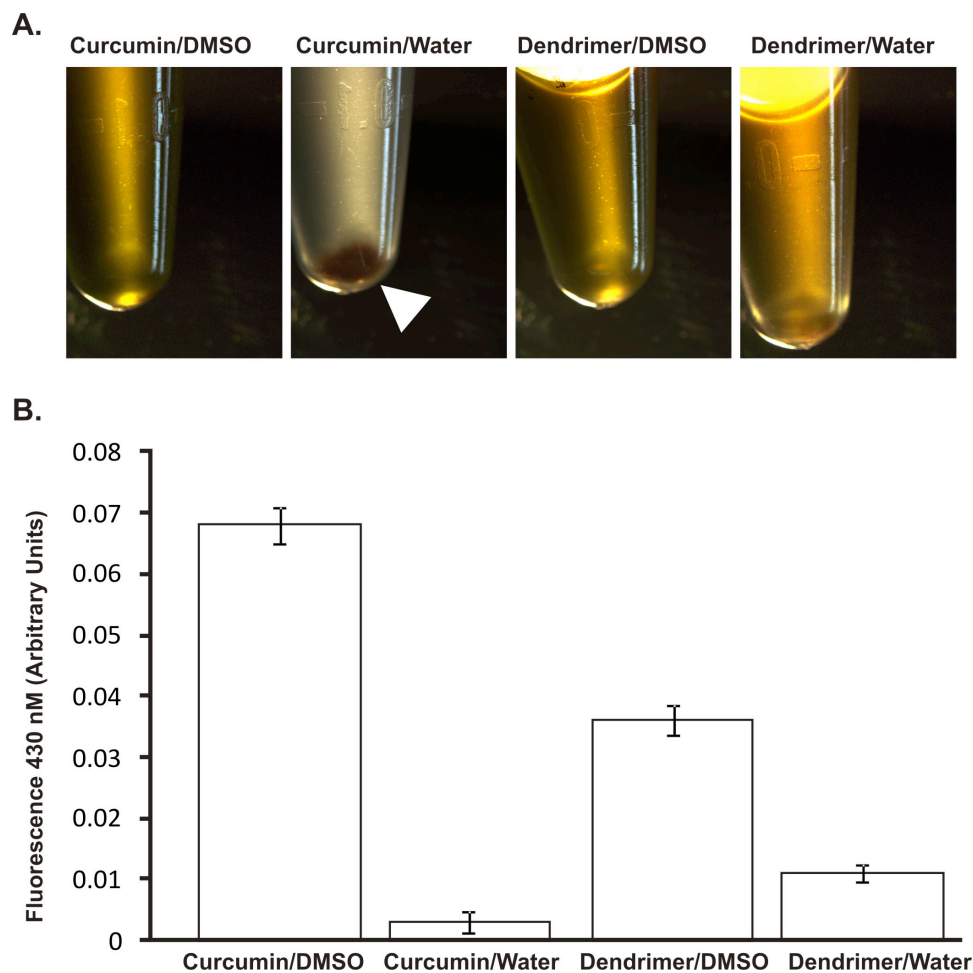 A.
Curcumin/DMSO Curcumin/Water Dendrimer/DMSO Dendrimer/Water
B.
Fluorescence 430 nM (Arbitrary Units)
0.08
0.07
0.06
0.05
0.04
0.03
0.02
0.01
0
Curcumin/DMSO Curcumin/Water Dendrimer/DMSO Dendrimer/Water